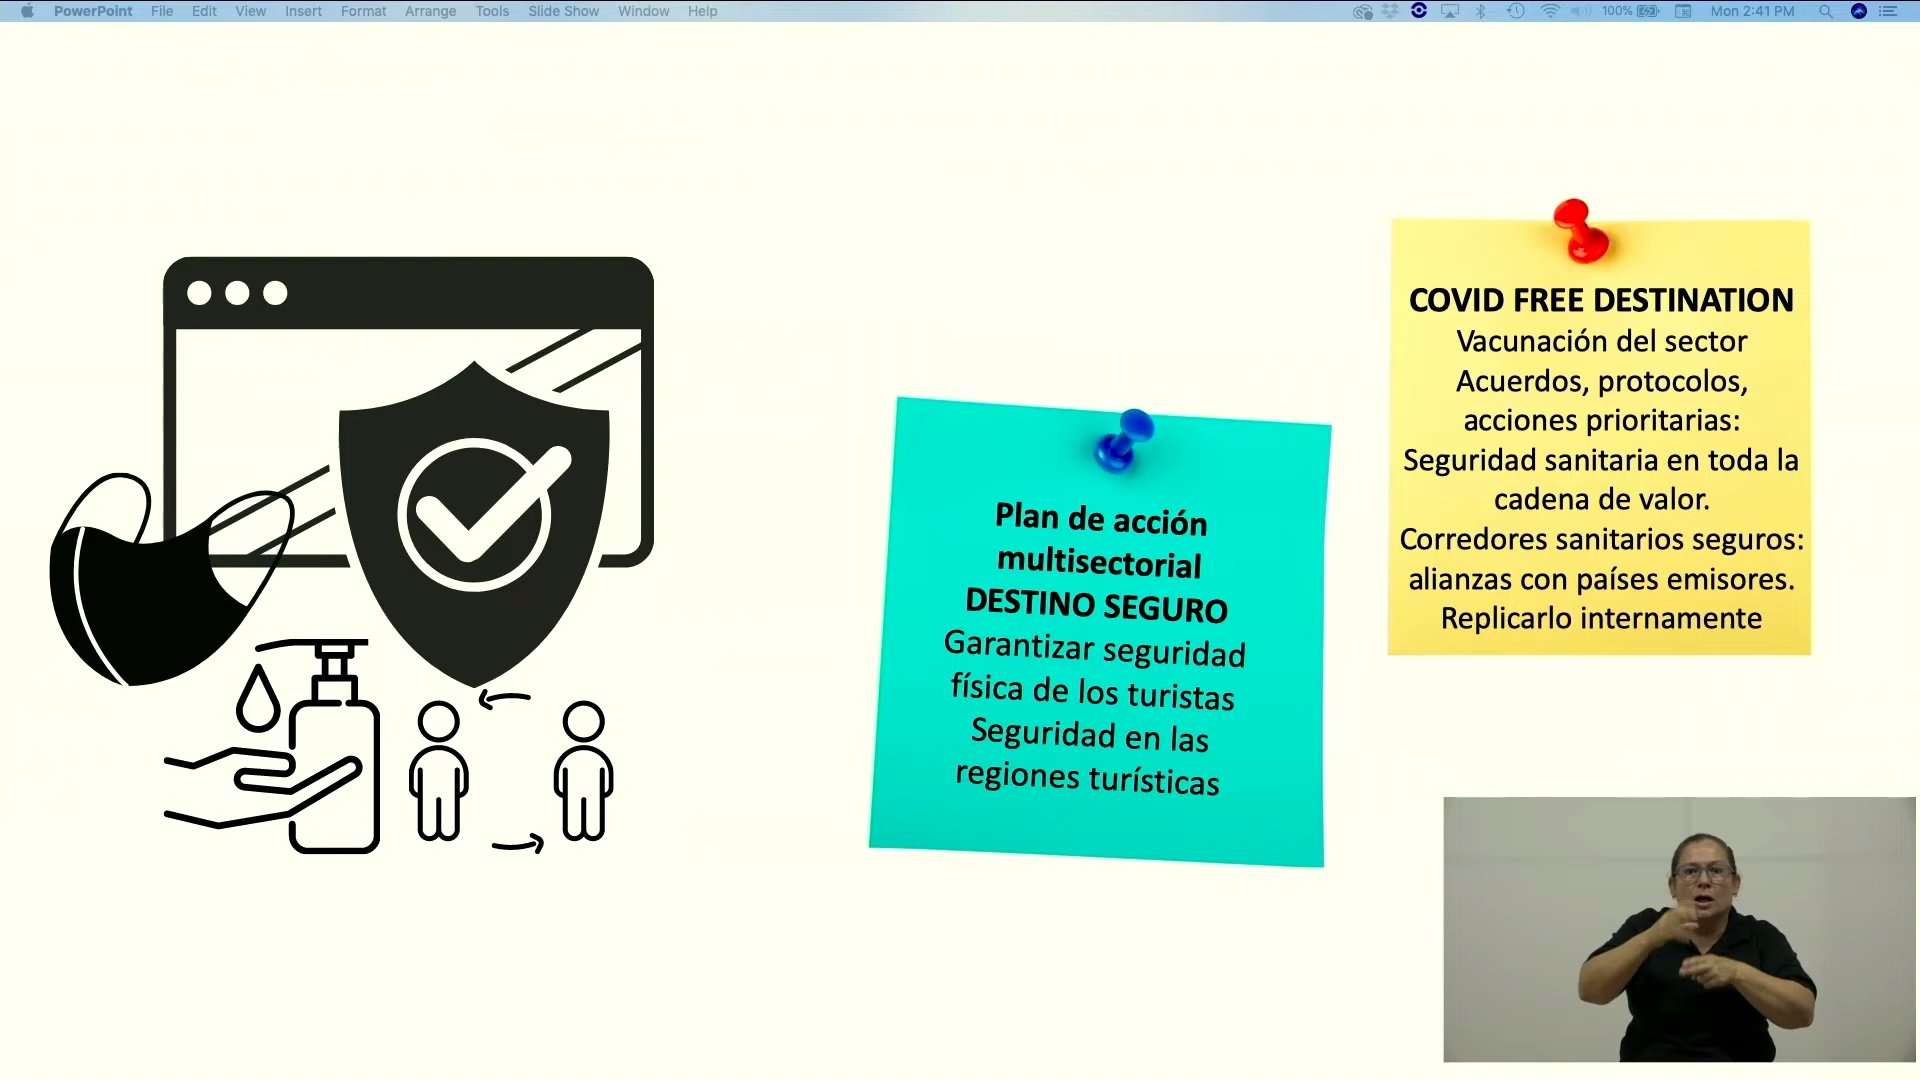 PowerPoint File Edit View Insert Format Arrange Tools Slide Show Window Help 100% Mon 2:41 PM
COVID FREE DESTINATION
Vacunación del sector
Acuerdos, protocolos,
acciones prioritarias:
Seguridad sanitaria en toda la
cadena de valor.
Corredores sanitarios seguros:
alianzas con países emisores.
Replicarlo internamente
Plan de acción
multisectorial
DESTINO SEGURO
Garantizar seguridad
física de los turistas
Seguridad en las
regiones turísticas